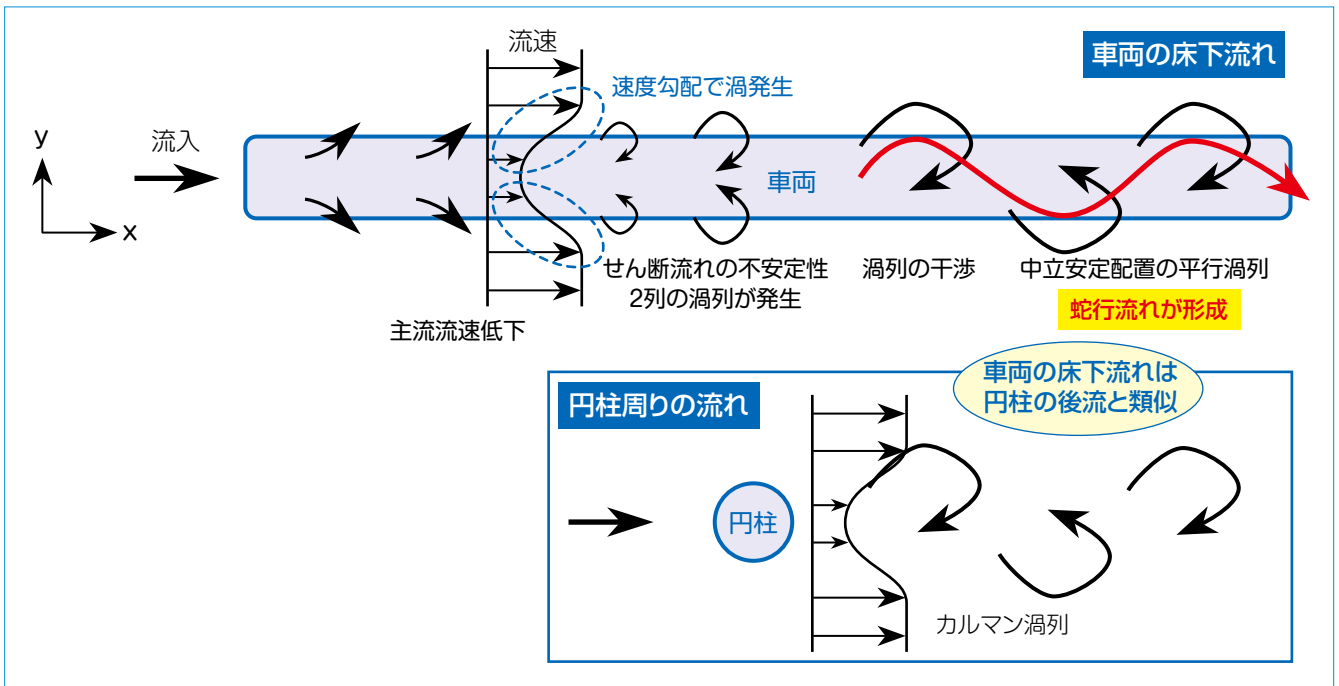 車両の床下流れ
流速
速度勾配で渦発生
y
流入
x
車両
せん断流れの不安定性
2列の渦列が発生
渦列の干渉
中立安定配置の平行渦列
蛇行流れが形成
主流流速低下
車両の床下流れは
円柱の後流と類似
円柱周りの流れ
円柱
カルマン渦列